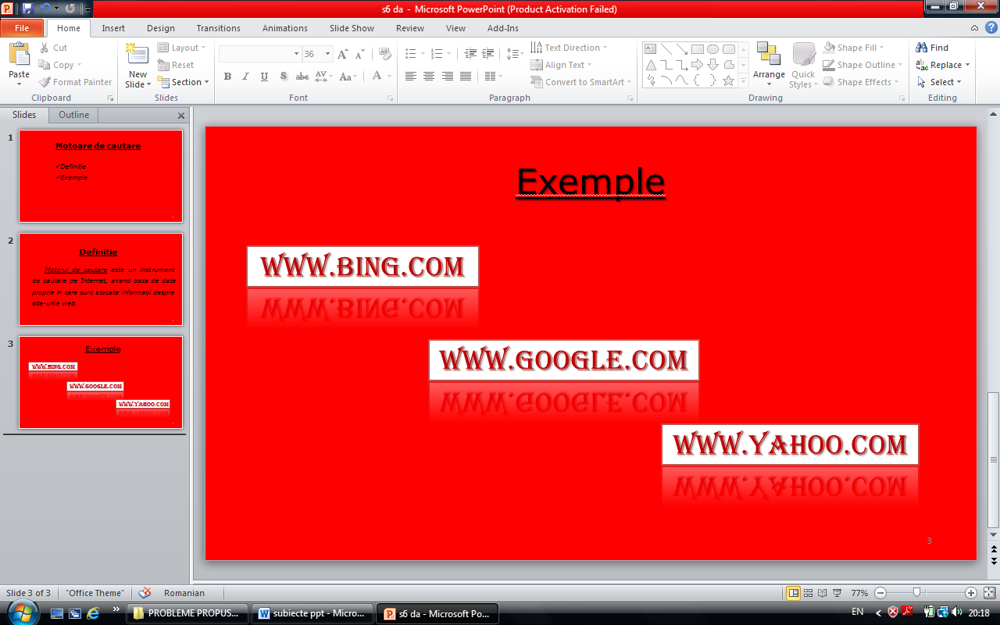 s6 da - Microsoft PowerPoint (Product Activation Failed)
File Home Insert Design Transitions Animations Slide Show Review View Add-Ins
Paste
Cut
Copy
Format Painter
Clipboard
New Slide
Layout
Reset
Section
Slides
36
B I U S abc AV Aa A
Font
Text Direction
Align Text
Convert to SmartArt
Paragraph
Arrange
Quick Styles
Shape Fill
Shape Outline
Shape Effects
Drawing
Find
Replace
Select
Editing
Slides Outline
1
Motoare de cautare
✓Definitie
✓Exemple
2
Definitie
Motorul de cautare este un instrument
de cautare pe Internet, avand baza de date
proprie in care sunt stocate informatii despre
site-urile web.
3
Exemple
WWW.BING.COM
WWW.GOOGLE.COM
WWW.YAHOO.COM
Exemple
WWW.BING.COM
WWW.GOOGLE.COM
WWW.YAHOO.COM
3
Slide 3 of 3 "Office Theme" Romanian 77%
PROBLEME PROPUS... subiecte ppt - Micro... s6 da - Microsoft Po... EN 20:18